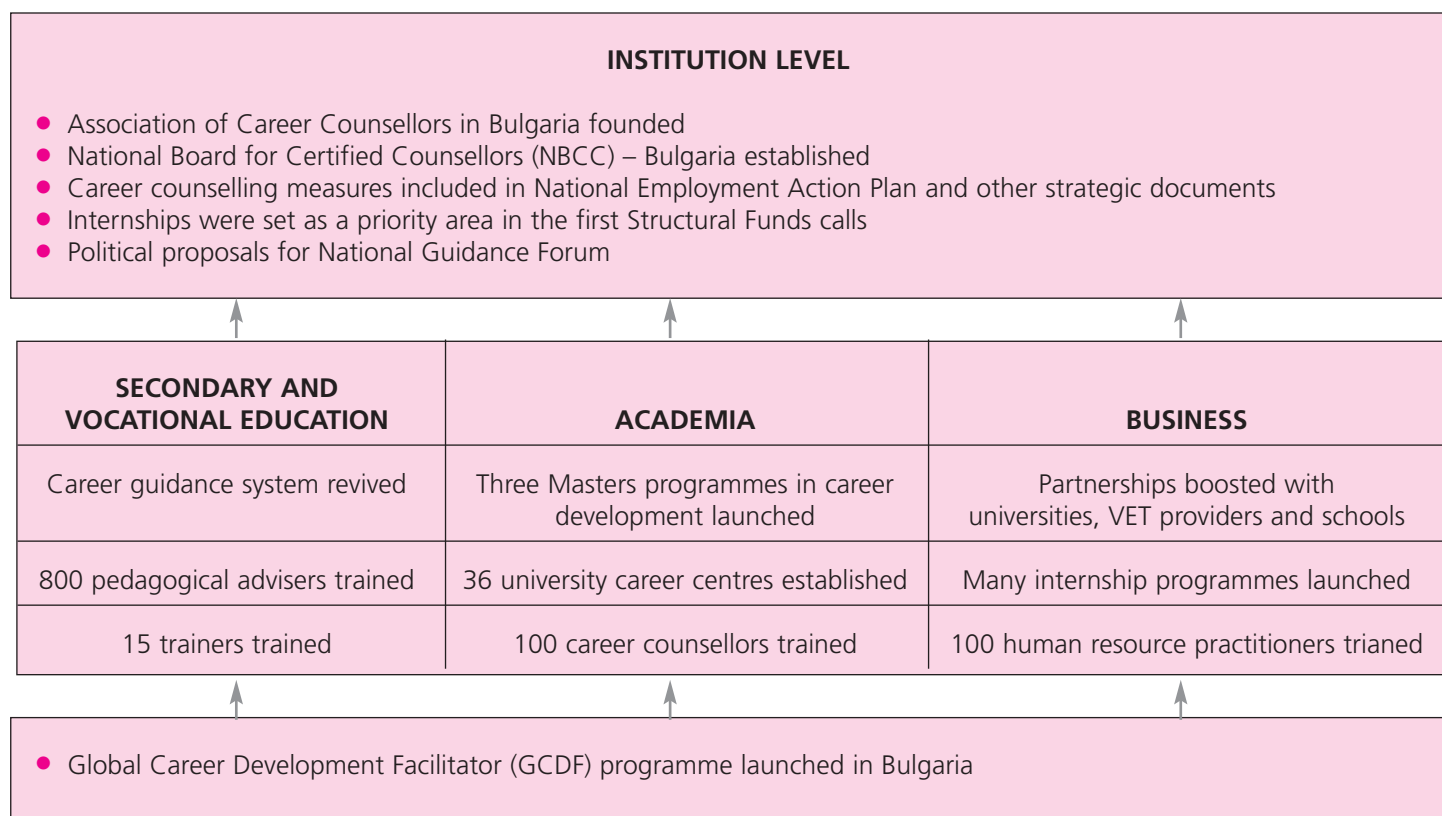 INSTITUTION LEVEL
● Association of Career Counsellors in Bulgaria founded
● National Board for Certified Counsellors (NBCC) – Bulgaria established
● Career counselling measures included in National Employment Action Plan and other strategic documents
● Internships were set as a priority area in the first Structural Funds calls
● Political proposals for National Guidance Forum
SECONDARY AND
VOCATIONAL EDUCATION
ACADEMIA
BUSINESS
Career guidance system revived
Three Masters programmes in career
development launched
Partnerships boosted with
universities, VET providers and schools
800 pedagogical advisers trained
36 university career centres established
Many internship programmes launched
15 trainers trained
100 career counsellors trained
100 human resource practitioners trianed
● Global Career Development Facilitator (GCDF) programme launched in Bulgaria